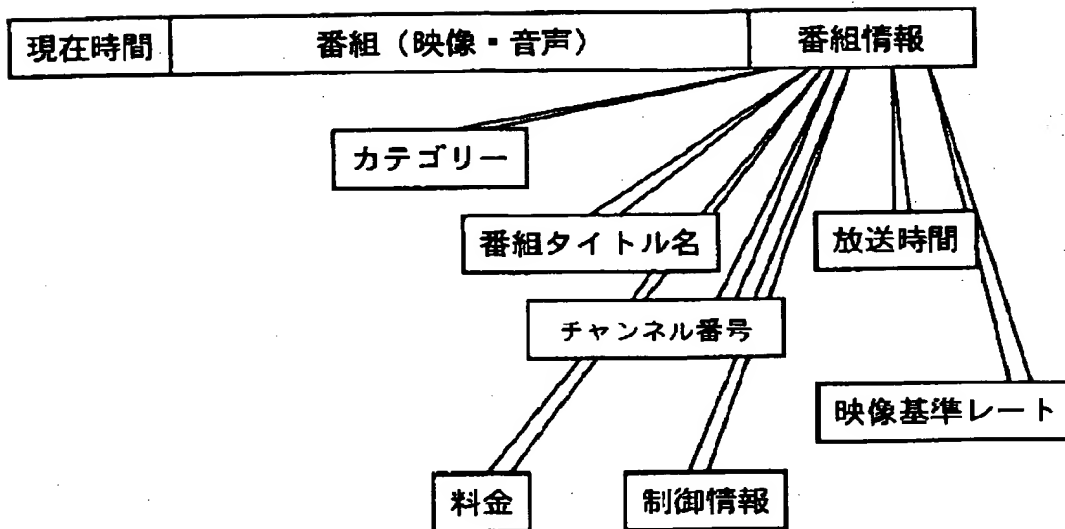 現在時間
番組（映像・音声）
番組情報
カテゴリー
番組タイトル名
放送時間
チャンネル番号
映像基準レート
料金
制御情報